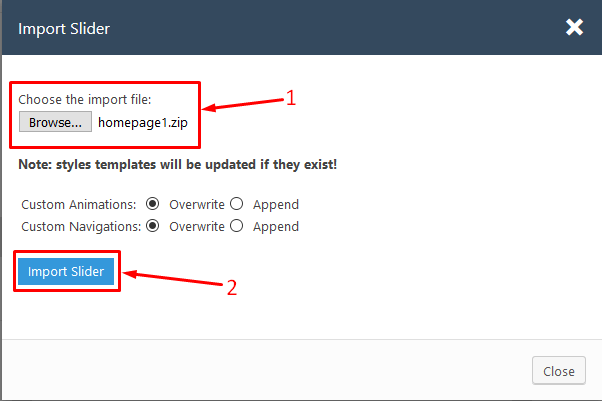 Import Slider
Choose the import file:
Browse... homepage1.zip
1
Note: styles templates will be updated if they exist!
Custom Animations: Overwrite Append
Custom Navigations: Overwrite Append
Import Slider
2
Close